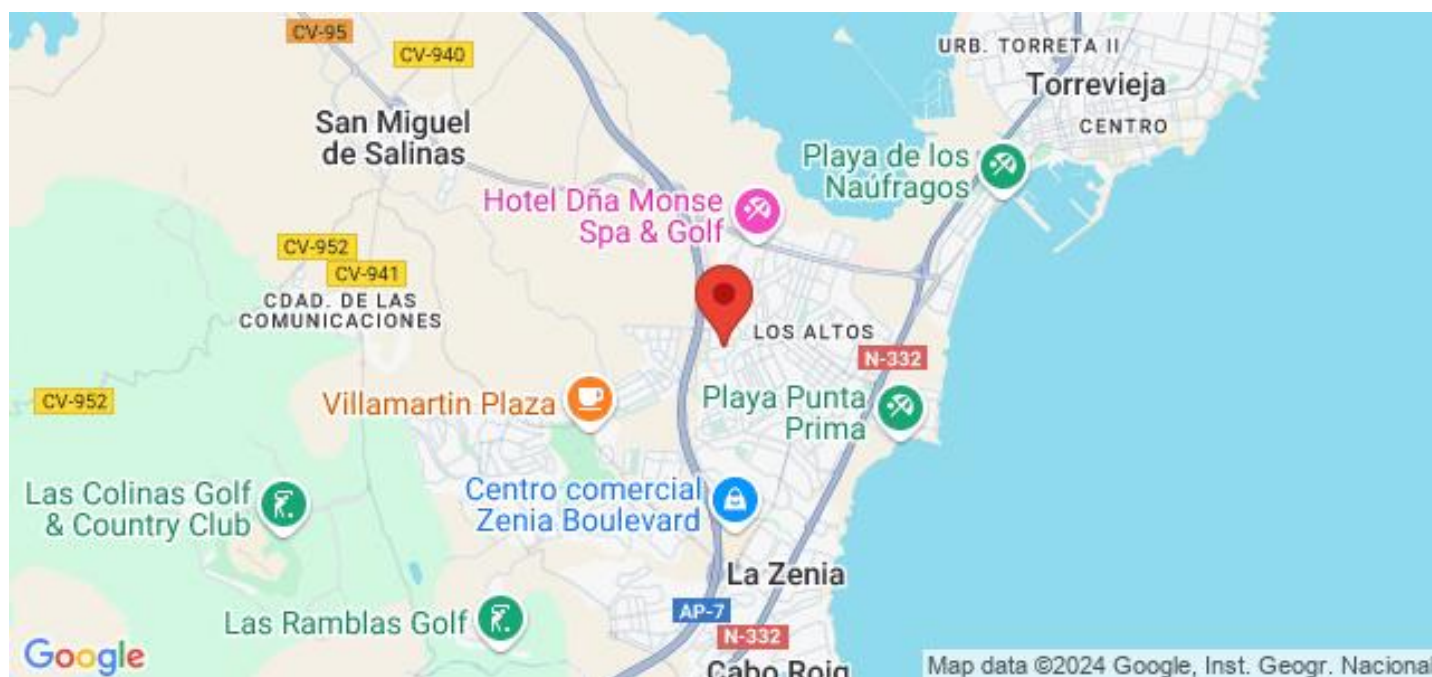 CV-95
CV-940
URB. TORRETA II
Torrevieja
CENTRO
San Miguel
de Salinas
Playa de los
Naúfragos
Hotel Dña Monse
Spa & Golf
CV-952
CV-941
CDAD. DE LAS
COMUNICACIONES
LOS ALTOS
N-332
CV-952
Villamartin Plaza
Playa Punta
Prima
Las Colinas Golf
& Country Club
Centro comercial
Zenia Boulevard
La Zenia
Las Ramblas Golf
AP-7
N-332
Cabo Roig
Google
Map data ©2024 Google, Inst. Geogr. Nacional